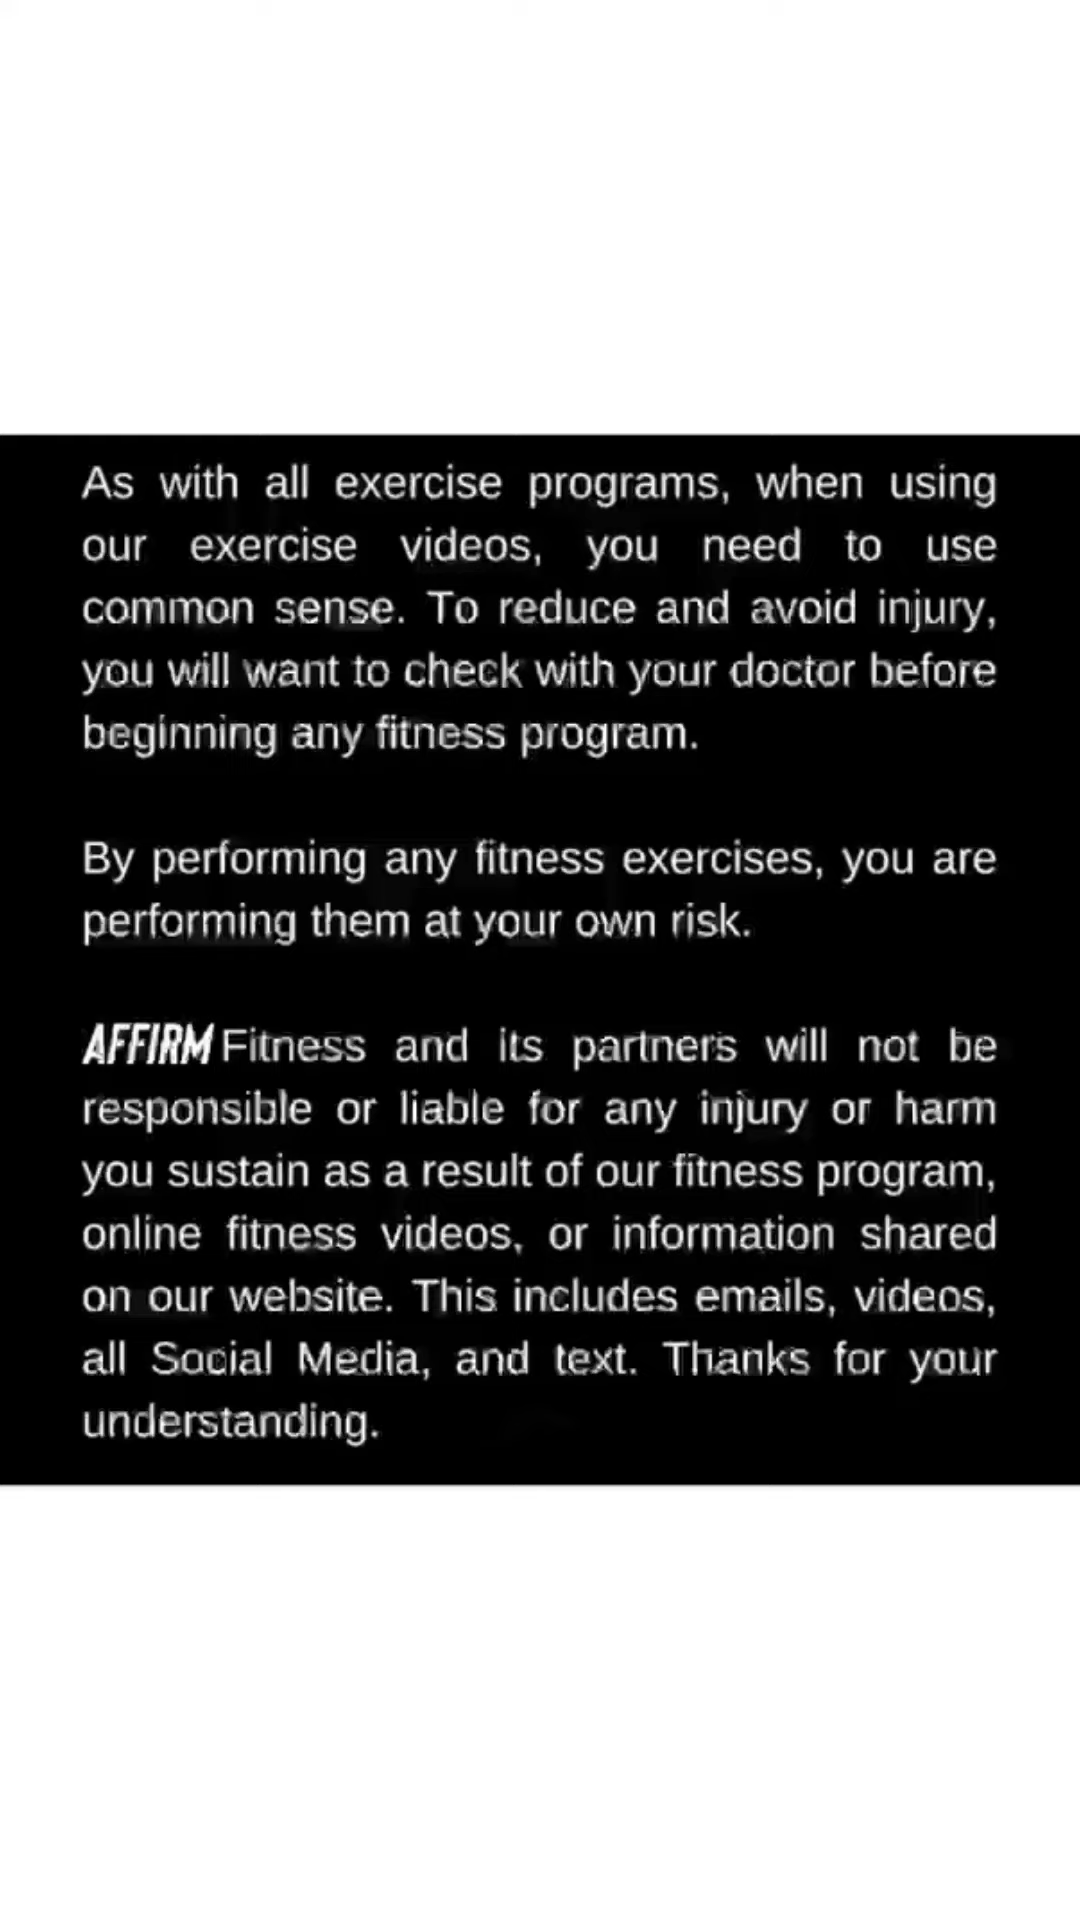 As with all exercise programs, when using
our exercise videos, you need to use
common sense. To reduce and avoid injury,
you will want to check with your doctor before
beginning any fitness program.
By performing any fitness exercises, you are
performing them at your own risk.
AFFIRM Fitness and its partners will not be
responsible or liable for any injury or harm
you sustain as a result of our fitness program,
online fitness videos, or information shared
on our website. This includes emails, videos,
all Social Media, and text. Thanks for your
understanding.